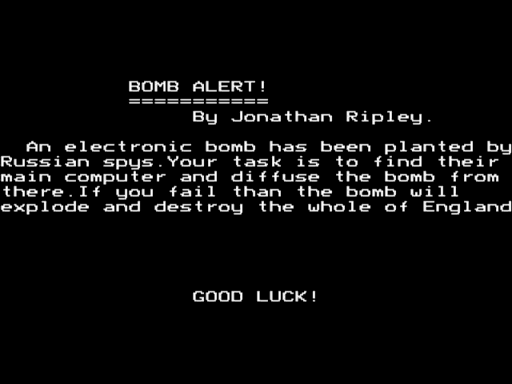 BOMB ALERT!
===========
By Jonathan Ripley.
An electronic bomb has been planted by
Russian spys.Your task is to find their
main computer and diffuse the bomb from
there.If you fail than the bomb will
explode and destroy the whole of England
GOOD LUCK!